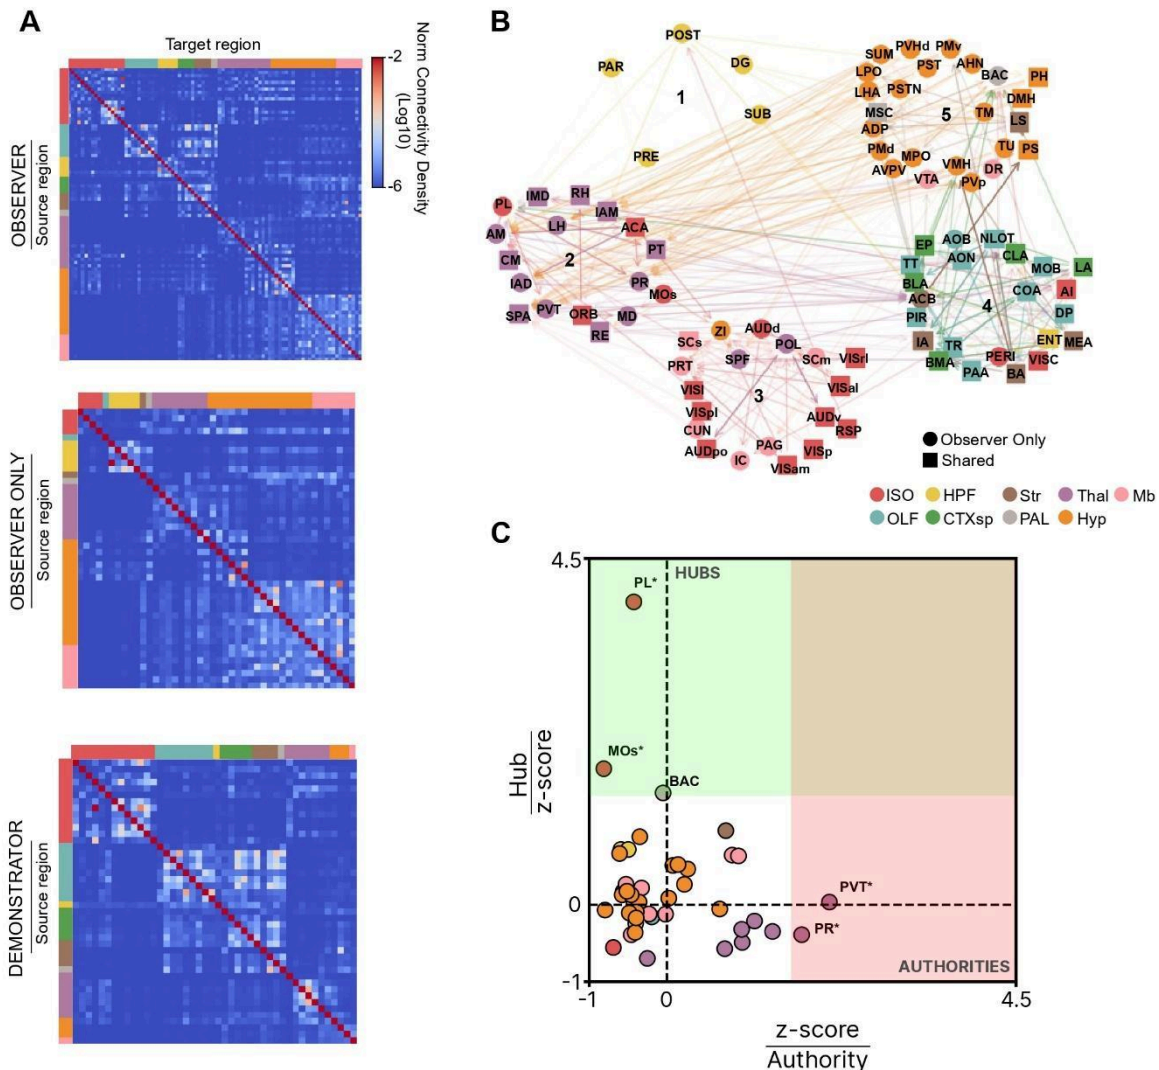 A
Target region
OBSERVER
Source region
-2
-6
Norm Connectivity Density
(Log10)
OBSERVER ONLY
Source region
DEMONSTRATOR
Source region
B
POST
PAR
DG
1
SUB
PRE
SUM
PVHd
PMv
LPO
PST
AHN
BAC
PH
LHA
PSTN
DMH
MSC
5
TM
LS
ADP
PMd
MPO
TU
PS
AVPV
VMH
DR
VTA
PVp
PL
IMD
RH
IAM
AM
LH
ACA
CM
2
PT
IAD
PR
MOs
SPA
PVT
ORB
MD
RE
EP
AOB
NLOT
TT
AON
CLA
MOB
LA
BLA
COA
AI
ACB
4
DP
PIR
IA
TR
ENT
MEA
BMA
PERI
VISC
PAA
BA
ZI
AUDd
SCs
POL
PRT
SPF
SCm
VISrl
VISl
3
VISal
VISpl
AUDv
CUN
RSP
AUDpo
PAG
VISp
IC
VISam
Observer Only
Shared
ISO
HPF
Str
Thal
Mb
OLF
CTXsp
PAL
Hyp
C
4.5
PL*
HUBS
MOs*
BAC
Hub
z-score
0
PVT*
PR*
AUTHORITIES
-1
-1
0
4.5
z-score
Authority